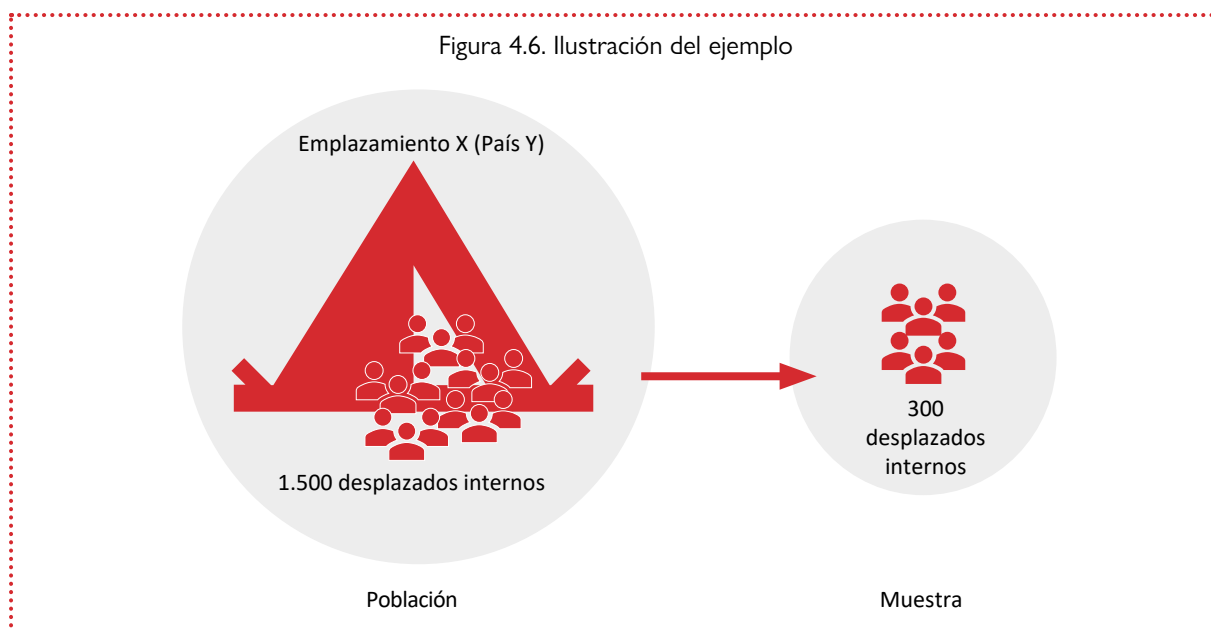 Figura 4.6. Ilustración del ejemplo
Emplazamiento X (País Y)
1.500 desplazados internos
300
desplazados
internos
Población
Muestra